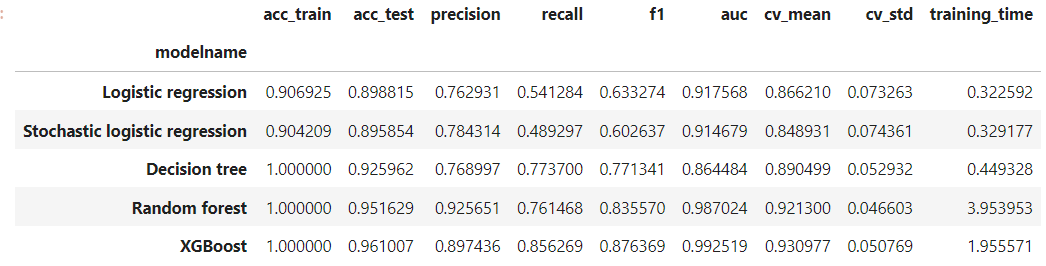 :
acc_train acc_test precision recall f1 auc cv_mean cv_std training_time
modelname
Logistic regression 0.906925 0.898815 0.762931 0.541284 0.633274 0.917568 0.866210 0.073263 0.322592
Stochastic logistic regression 0.904209 0.895854 0.784314 0.489297 0.602637 0.914679 0.848931 0.074361 0.329177
Decision tree 1.000000 0.925962 0.768997 0.773700 0.771341 0.864484 0.890499 0.052932 0.449328
Random forest 1.000000 0.951629 0.925651 0.761468 0.835570 0.987024 0.921300 0.046603 3.953953
XGBoost 1.000000 0.961007 0.897436 0.856269 0.876369 0.992519 0.930977 0.050769 1.955571